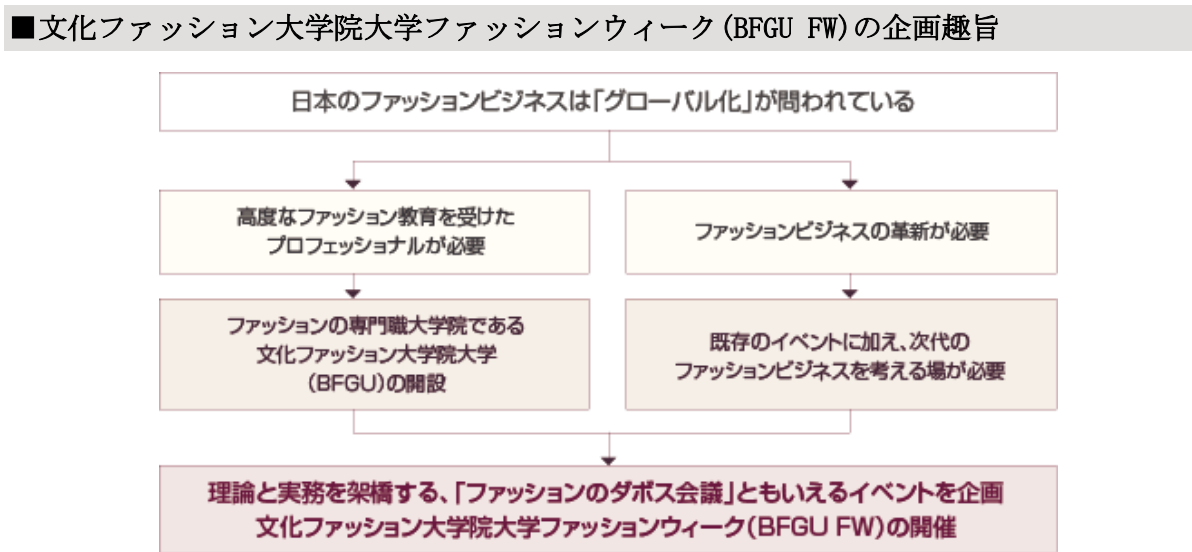 ■文化ファッション大学院大学ファッションウィーク(BFGU FW)の企画趣旨
日本のファッションビジネスは「グローバル化」が問われている
高度なファッション教育を受けた
プロフェッショナルが必要
ファッションビジネスの革新が必要
ファッションの専門職大学院である
文化ファッション大学院大学
(BFGU)の開設
既存のイベントに加え、次代の
ファッションビジネスを考える場が必要
理論と実務を架橋する、「ファッションのダボス会議」ともいえるイベントを企画
文化ファッション大学院大学ファッションウィーク(BFGU FW)の開催